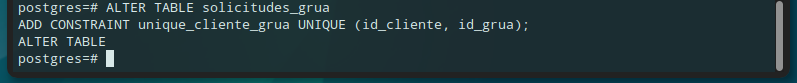 postgres=# ALTER TABLE solicitudes_grua
ADD CONSTRAINT unique_cliente_grua UNIQUE (id_cliente, id_grua);
ALTER TABLE
postgres=#